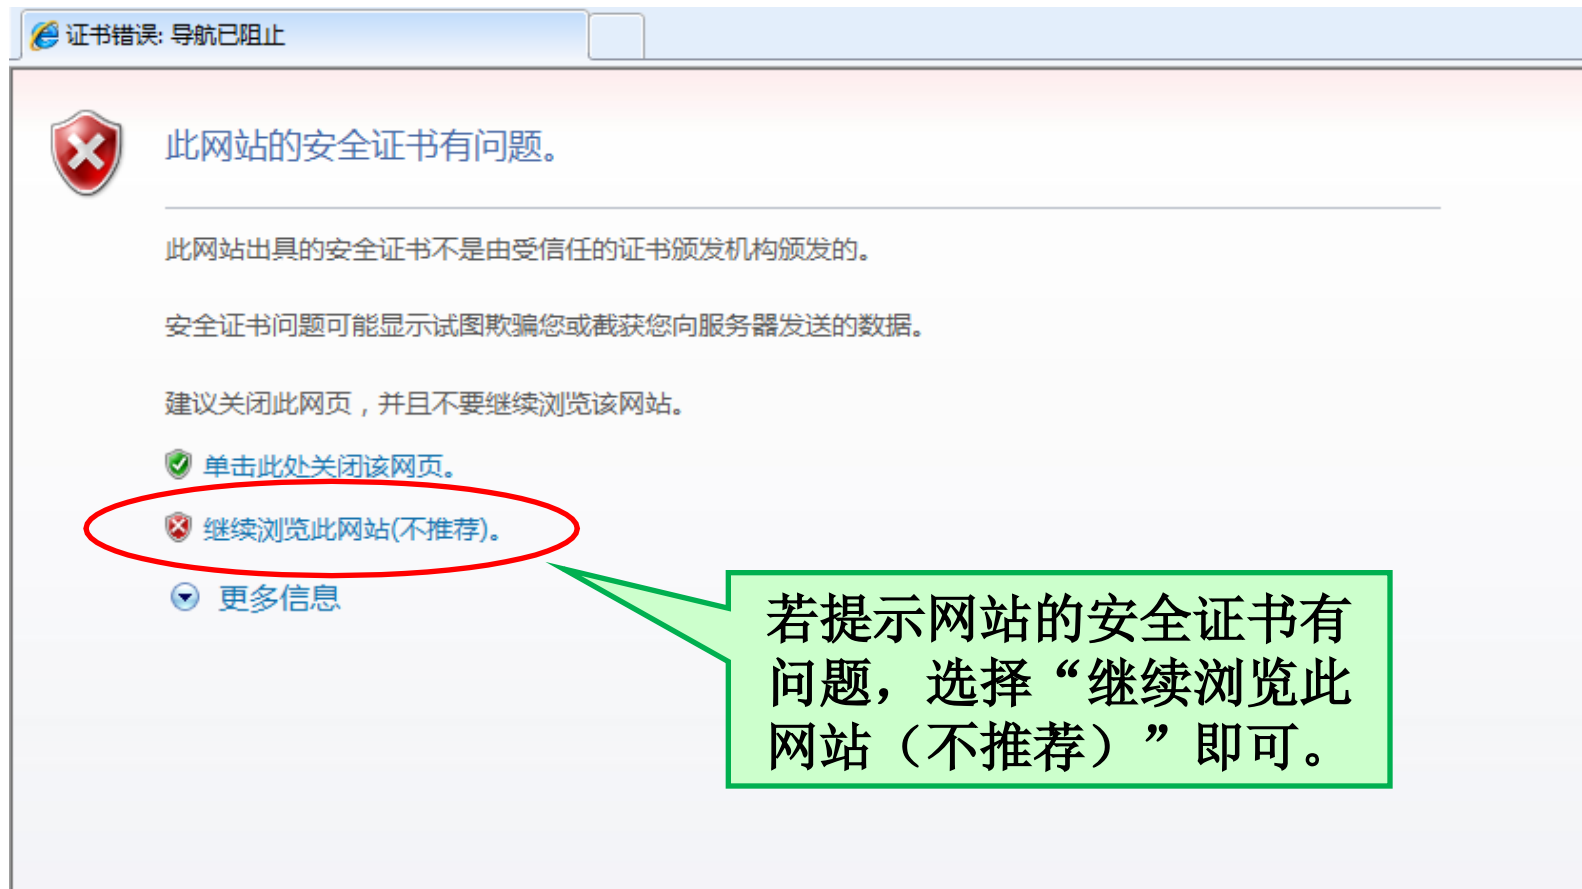 证书错误: 导航已阻止
此网站的安全证书有问题。
此网站出具的安全证书不是由受信任的证书颁发机构颁发的。
安全证书问题可能显示试图欺骗您或截获您向服务器发送的数据。
建议关闭此网页，并且不要继续浏览该网站。
单击此处关闭该网页。
继续浏览此网站(不推荐)。
更多信息
若提示网站的安全证书有
问题，选择“继续浏览此
网站（不推荐）”即可。